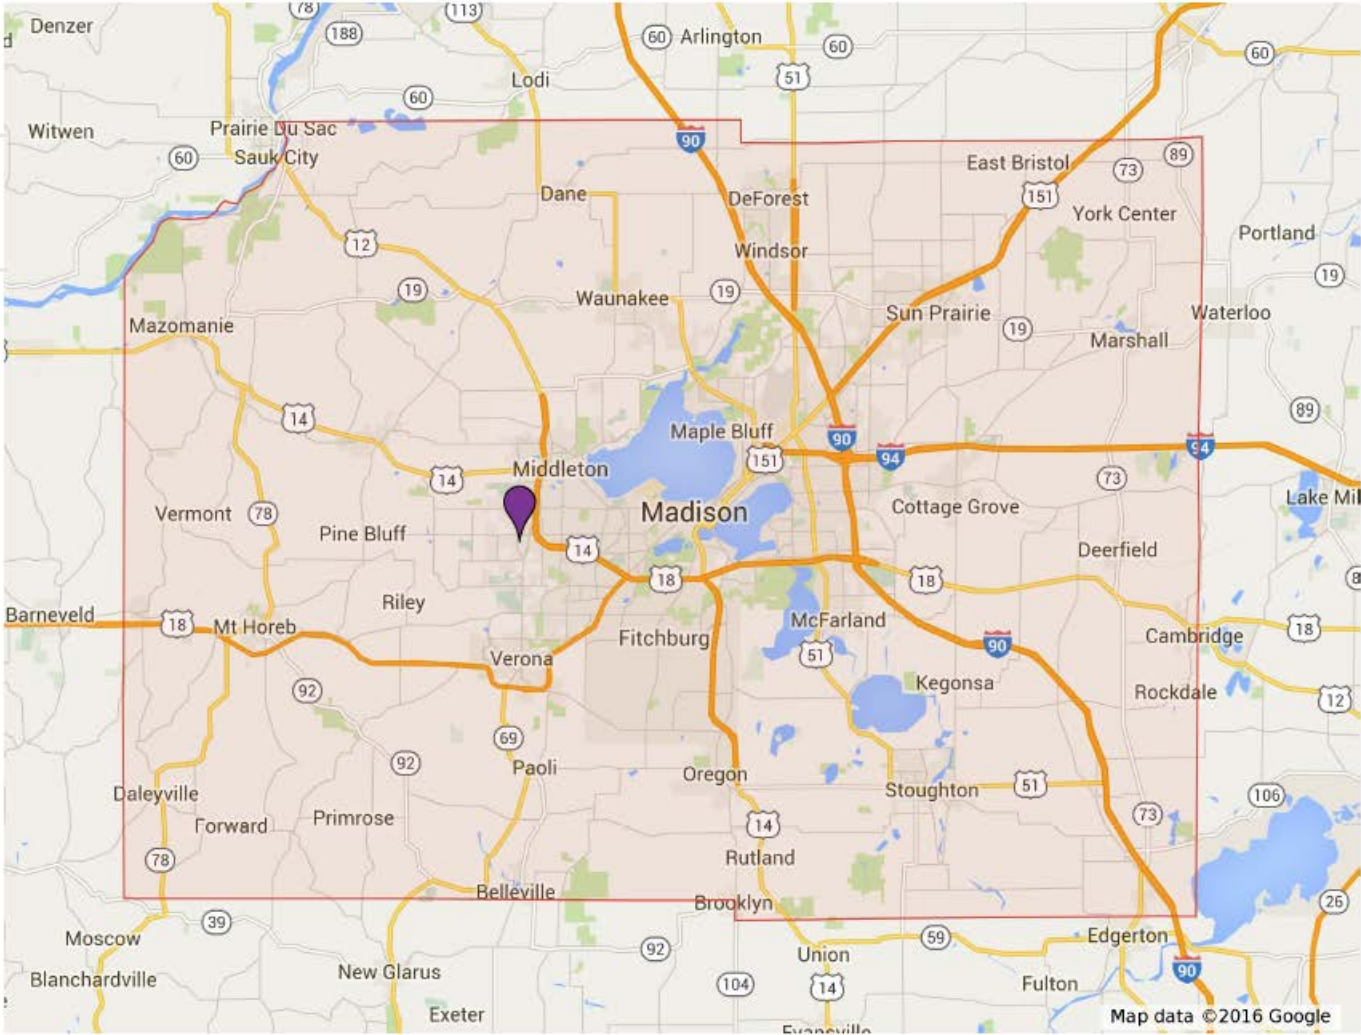 78
113
Denzer
188
60
Arlington
60
60
51
Lodi
60
Witwen
Prairie Du Sac
90
89
60
Sauk City
East Bristol
73
Dane
DeForest
151
York Center
12
Windsor
Portland
19
Waunakee
19
19
Sun Prairie
Waterloo
Mazomanie
19
Marshall
14
Maple Bluff
90
89
151
94
94
14
Middleton
73
Lake Mil
Vermont
78
Madison
Cottage Grove
Pine Bluff
14
Deerfield
18
18
8
Barneveld
18
Mt Horeb
Riley
McFarland
Fitchburg
Cambridge
18
Verona
51
90
92
Kegonsa
Rockdale
12
69
92
Paoli
Oregon
Daleyville
Stoughton
51
106
Forward
Primrose
14
73
78
Rutland
Belleville
Brooklyn
26
39
Moscow
92
59
Edgerton
Blanchardville
New Glarus
Union
90
104
14
Fulton
Exeter
Evansville
Map data ©2016 Google